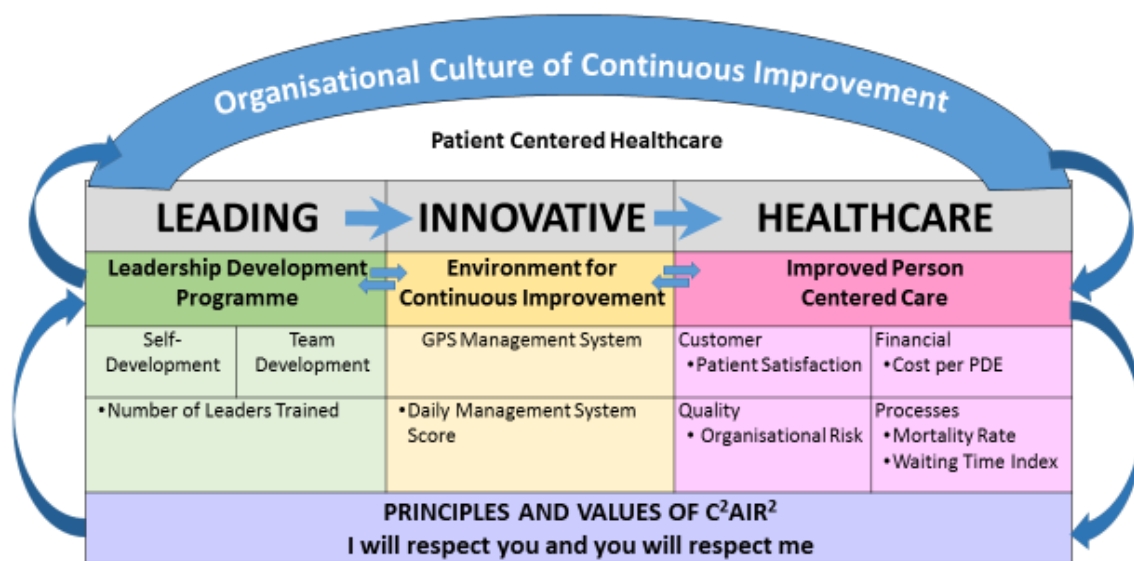 Organisational Culture of Continuous Improvement
Patient Centered Healthcare
LEADING
INNOVATIVE
HEALTHCARE
Leadership Development
Programme
Environment for
Continuous Improvement
Improved Person
Centered Care
Self-
Development
Team
Development
GPS Management System
Customer
•Patient Satisfaction
Financial
•Cost per PDE
•Number of Leaders Trained
•Daily Management System
Score
Quality
• Organisational Risk
Processes
•Mortality Rate
•Waiting Time Index
PRINCIPLES AND VALUES OF C²AIR²
I will respect you and you will respect me